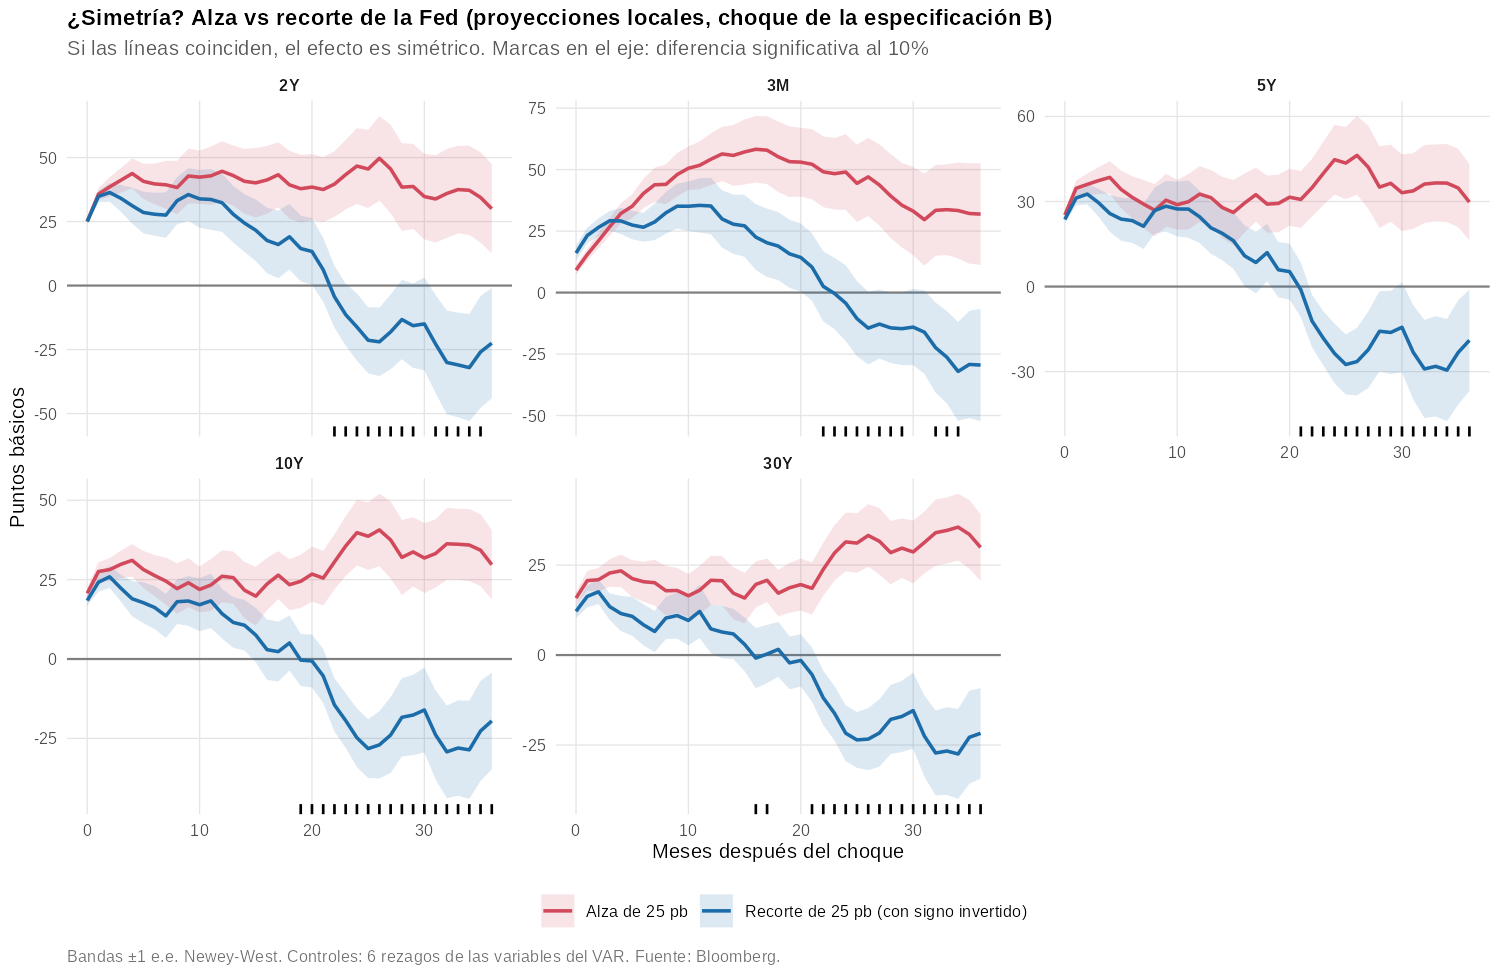 ¿Simetría? Alza vs recorte de la Fed (proyecciones locales, choque de la especificación B)
Si las líneas coinciden, el efecto es simétrico. Marcas en el eje: diferencia significativa al 10%
2Y
3M
5Y
50
25
0
-25
-50
75
50
25
0
-25
-50
60
30
0
-30
0
10
20
30
Puntos básicos
10Y
30Y
50
25
0
-25
25
0
-25
0
10
20
30
0
10
20
30
Meses después del choque
Alza de 25 pb
Recorte de 25 pb (con signo invertido)
Bandas ±1 e.e. Newey-West. Controles: 6 rezagos de las variables del VAR. Fuente: Bloomberg.